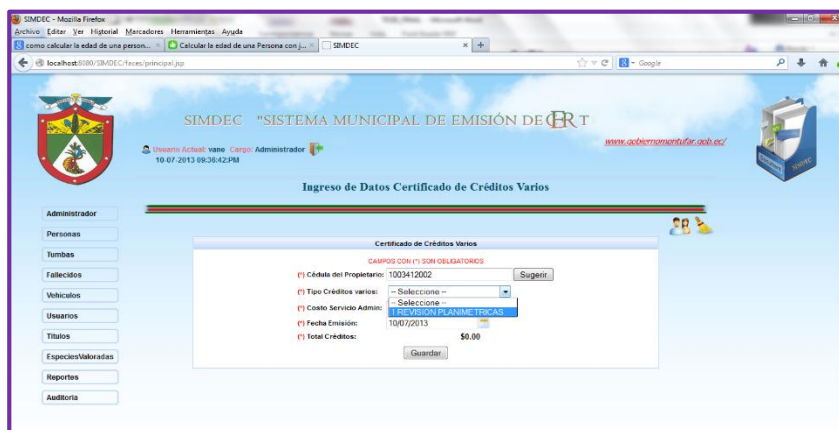 SIMDEC - Mozilla Firefox
Archivo Editar Ver Historial Marcadores Herramientas Ayuda
como calcular la edad de una person...
Calcular la edad de una Persona con j...
SIMDEC
localhost:8080/SIMDEC/faces/principal.jsp
Google
SIMDEC "SISTEMA MUNICIPAL DE EMISIÓN DE
www.gobiernomontufar.gob.ec/
Usuario Actual: vane Cargo: Administrador
10-07-2013 09:36:42:PM
Ingreso de Datos Certificado de Créditos Varios
Administrador
Personas
Tumbas
Fallecidos
Vehiculos
Usuarios
Titulos
EspeciesValoradas
Reportes
Auditoria
Certificado de Créditos Varios
CAMPOS CON (*) SON OBLIGATORIOS
(*) Cédula del Propietario: 1003412002 Sugerir
(*) Tipo Créditos varios: -- Seleccione --
-- Seleccione --
1 REVISION PLANIMETRICAS
(*) Costo Servicio Admin:
(*) Fecha Emisión: 10/07/2013
(*) Total Créditos: $0.00
Guardar